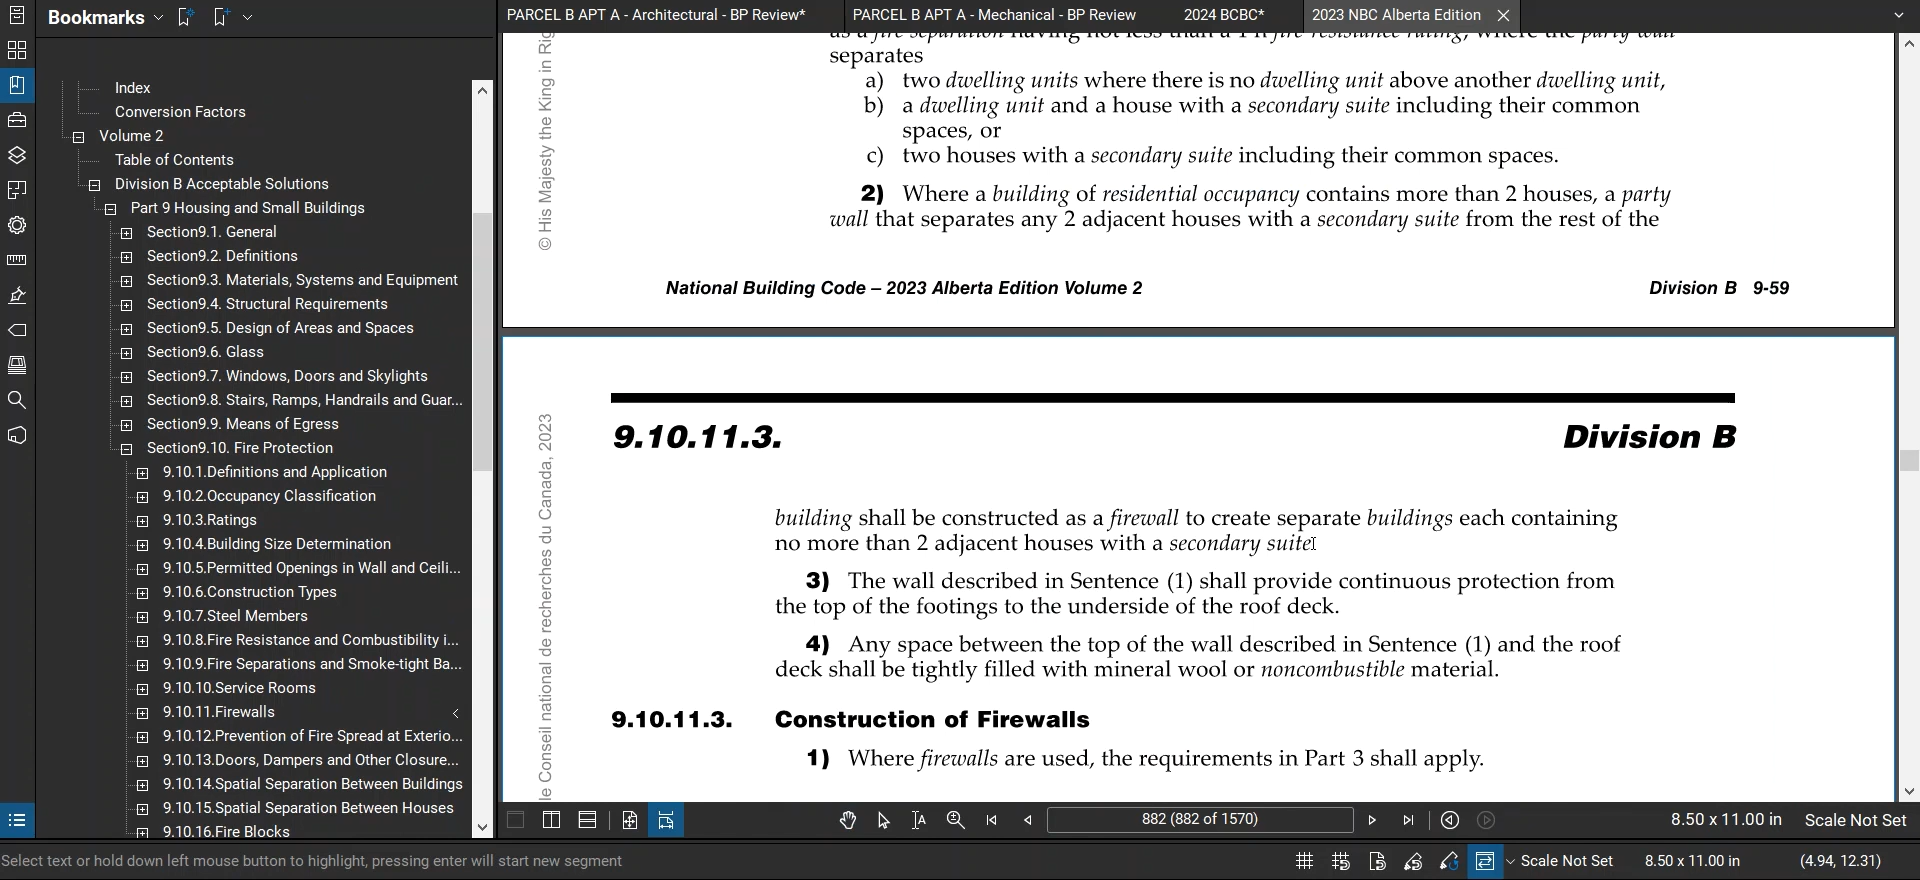 Bookmarks
PARCEL B APT A - Architectural - BP Review*
PARCEL B APT A - Mechanical - BP Review
2024 BCBC*
2023 NBC Alberta Edition
Index
Conversion Factors
Volume 2
Table of Contents
Division B Acceptable Solutions
Part 9 Housing and Small Buildings
Section9.1. General
Section9.2. Definitions
Section9.3. Materials, Systems and Equipment
Section9.4. Structural Requirements
Section9.5. Design of Areas and Spaces
Section9.6. Glass
Section9.7. Windows, Doors and Skylights
Section9.8. Stairs, Ramps, Handrails and Guar...
Section9.9. Means of Egress
Section9.10. Fire Protection
9.10.1.Definitions and Application
9.10.2.Occupancy Classification
9.10.3.Ratings
9.10.4.Building Size Determination
9.10.5.Permitted Openings in Wall and Ceili...
9.10.6.Construction Types
9.10.7.Steel Members
9.10.8.Fire Resistance and Combustibility i...
9.10.9.Fire Separations and Smoke-tight Ba...
9.10.10.Service Rooms
9.10.11.Firewalls
9.10.12.Prevention of Fire Spread at Exterio...
9.10.13.Doors, Dampers and Other Closure...
9.10.14.Spatial Separation Between Buildings
9.10.15.Spatial Separation Between Houses
9.10.16.Fire Blocks
as a fire separation having not less than a 1 h fire-resistance rating, where the party wall
separates
a) two dwelling units where there is no dwelling unit above another dwelling unit,
b) a dwelling unit and a house with a secondary suite including their common
spaces, or
c) two houses with a secondary suite including their common spaces.
2) Where a building of residential occupancy contains more than 2 houses, a party
wall that separates any 2 adjacent houses with a secondary suite from the rest of the
© His Majesty the King in Rig
National Building Code – 2023 Alberta Edition Volume 2
Division B 9-59
9.10.11.3.
Division B
building shall be constructed as a firewall to create separate buildings each containing
no more than 2 adjacent houses with a secondary suite
3) The wall described in Sentence (1) shall provide continuous protection from
the top of the footings to the underside of the roof deck.
4) Any space between the top of the wall described in Sentence (1) and the roof
deck shall be tightly filled with mineral wool or noncombustible material.
9.10.11.3. Construction of Firewalls
1) Where firewalls are used, the requirements in Part 3 shall apply.
le Conseil national de recherches du Canada, 2023
882 (882 of 1570)
8.50 x 11.00 in
Scale Not Set
Select text or hold down left mouse button to highlight, pressing enter will start new segment
Scale Not Set
8.50 x 11.00 in
(4.94, 12.31)